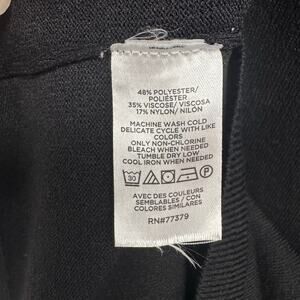 48% POLYESTER/
POLIÉSTER
35% VISCOSE/ VISCOSA
17% NYLON/ NILÓN
MACHINE WASH COLD
DELICATE CYCLE WITH LIKE
COLORS
ONLY NON-CHLORINE
BLEACH WHEN NEEDED
TUMBLE DRY LOW
COOL IRON WHEN NEEDED
30
AVEC DES COULEURS
SEMBLABLES / CON
COLORES SIMILARES
RN#77379